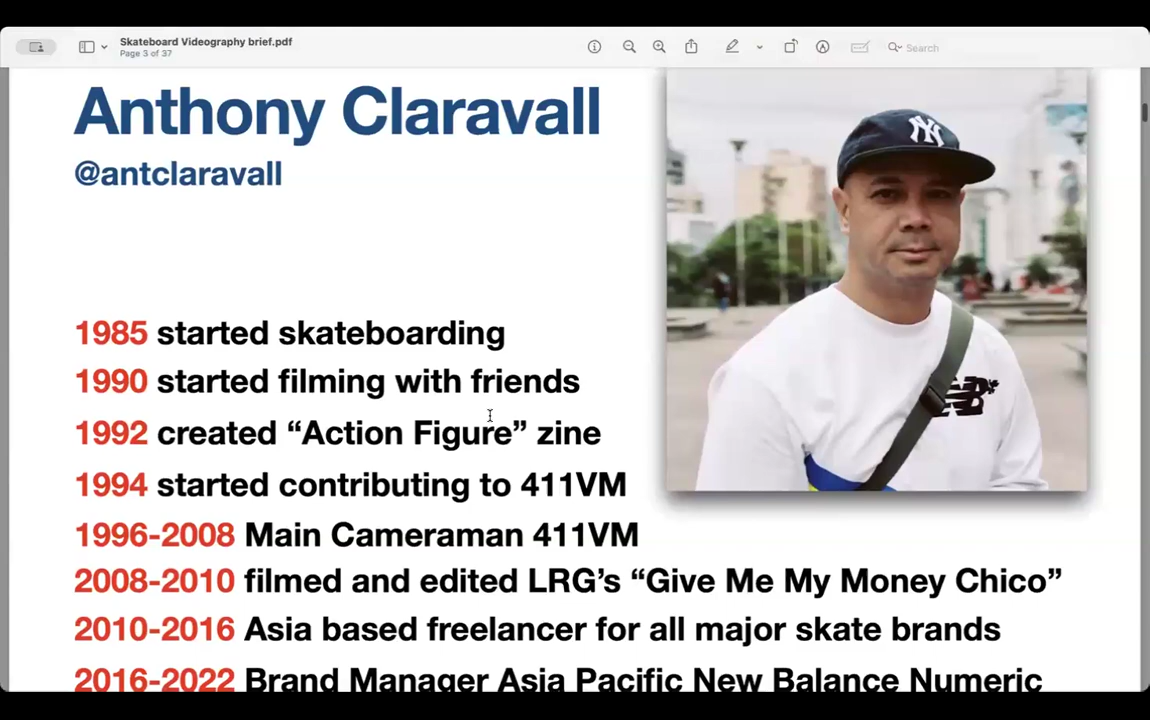 Skateboard Videography brief.pdf
Page 3 of 37
Search
Anthony Claravall
@antclaravall
NY
NB
1985 started skateboarding
1990 started filming with friends
1992 created “Action Figure” zine
1994 started contributing to 411VM
1996-2008 Main Cameraman 411VM
2008-2010 filmed and edited LRG’s “Give Me My Money Chico”
2010-2016 Asia based freelancer for all major skate brands
2016-2022 Brand Manager Asia Pacific New Balance Numeric